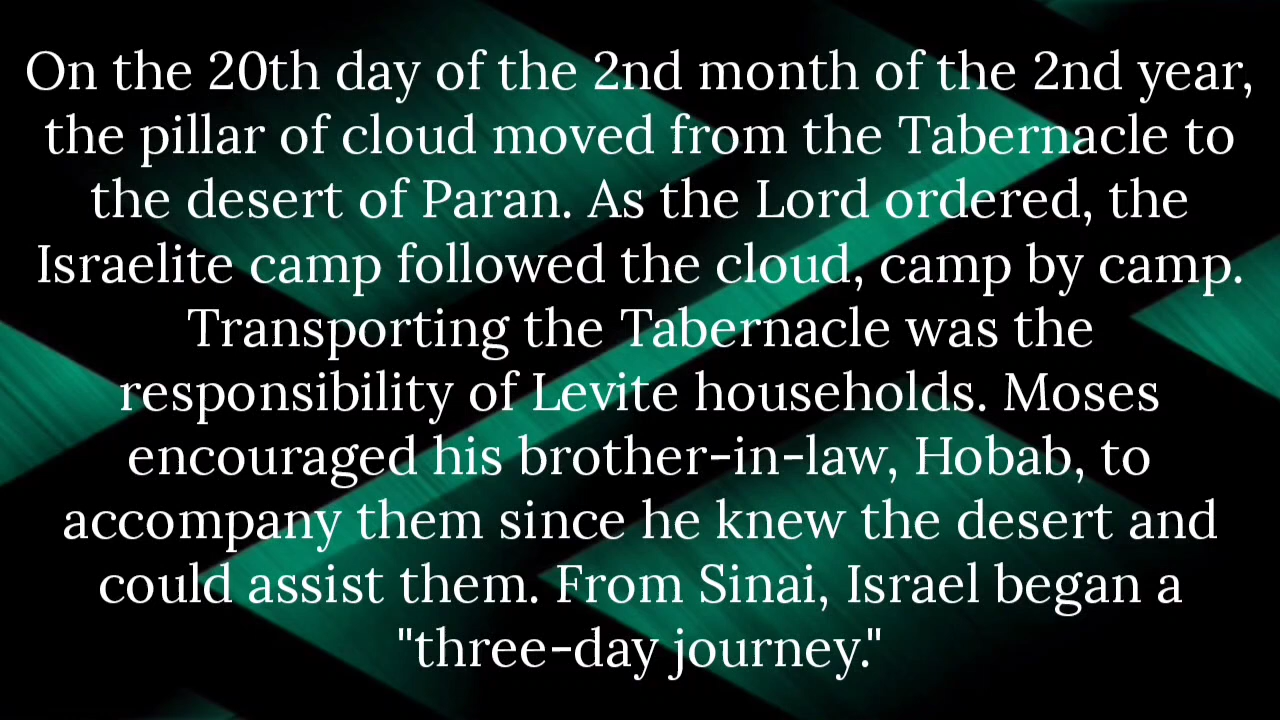 On the 20th day of the 2nd month of the 2nd year,
the pillar of cloud moved from the Tabernacle to
the desert of Paran. As the Lord ordered, the
Israelite camp followed the cloud, camp by camp.
Transporting the Tabernacle was the
responsibility of Levite households. Moses
encouraged his brother-in-law, Hobab, to
accompany them since he knew the desert and
could assist them. From Sinai, Israel began a
"three-day journey."